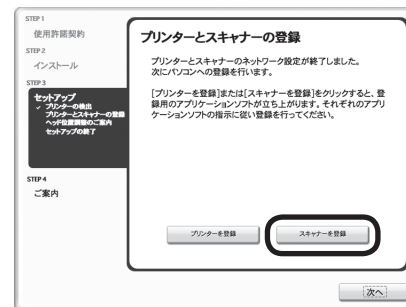 STEP 1
使用許諾契約
STEP 2
インストール
STEP 3
セットアップ
✓ プリンターの検出
プリンターとスキャナーの登録
ヘッド位置調整のご案内
セットアップの終了
STEP 4
ご案内
プリンターとスキャナーの登録
プリンターとスキャナーのネットワーク設定が終了しました。
次にパソコンへの登録を行います。
[プリンターを登録]または[スキャナーを登録]をクリックすると、登
録用のアプリケーションソフトが立ち上がります。それぞれのアプリ
ケーションソフトの指示に従い登録を行ってください。
プリンターを登録
スキャナーを登録
次へ